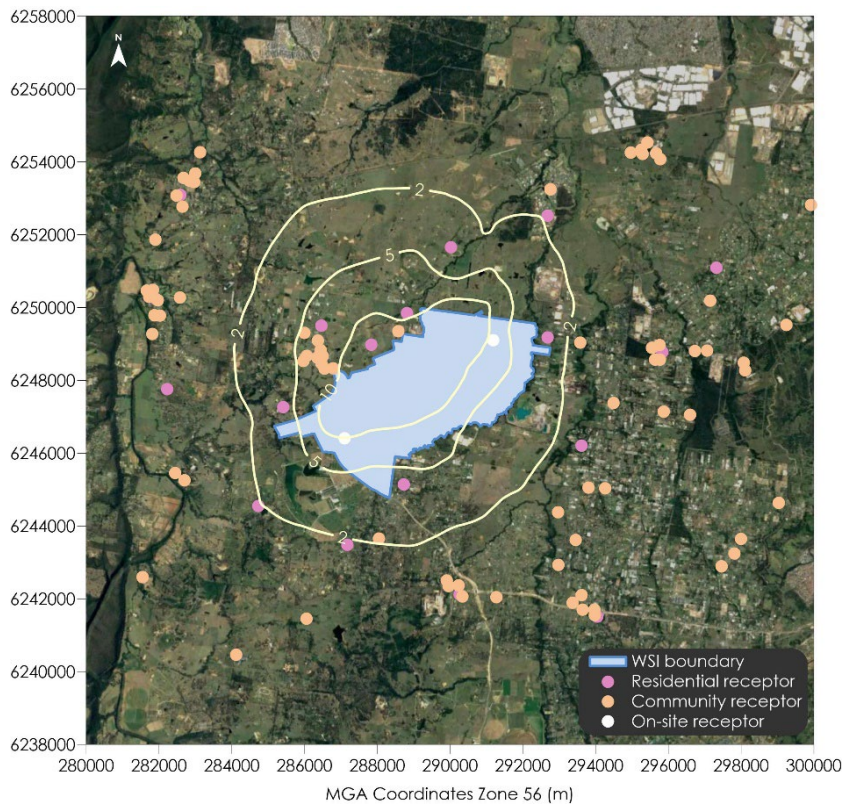 6258000
6256000
6254000
6252000
6250000
6248000
6246000
6244000
6242000
6240000
6238000
N
2
5
2
2
10
5
2
WSI boundary
Residential receptor
Community receptor
On-site receptor
280000 282000 284000 286000 288000 290000 292000 294000 296000 298000 300000
MGA Coordinates Zone 56 (m)